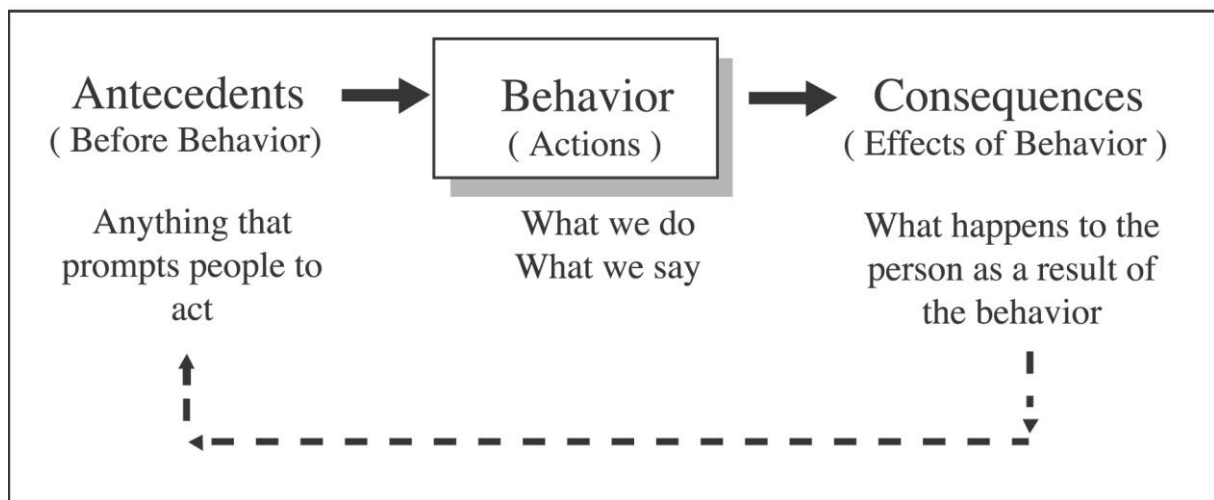 Antecedents
( Before Behavior)
Anything that
prompts people to
act
Behavior
( Actions )
What we do
What we say
Consequences
( Effects of Behavior )
What happens to the
person as a result of
the behavior